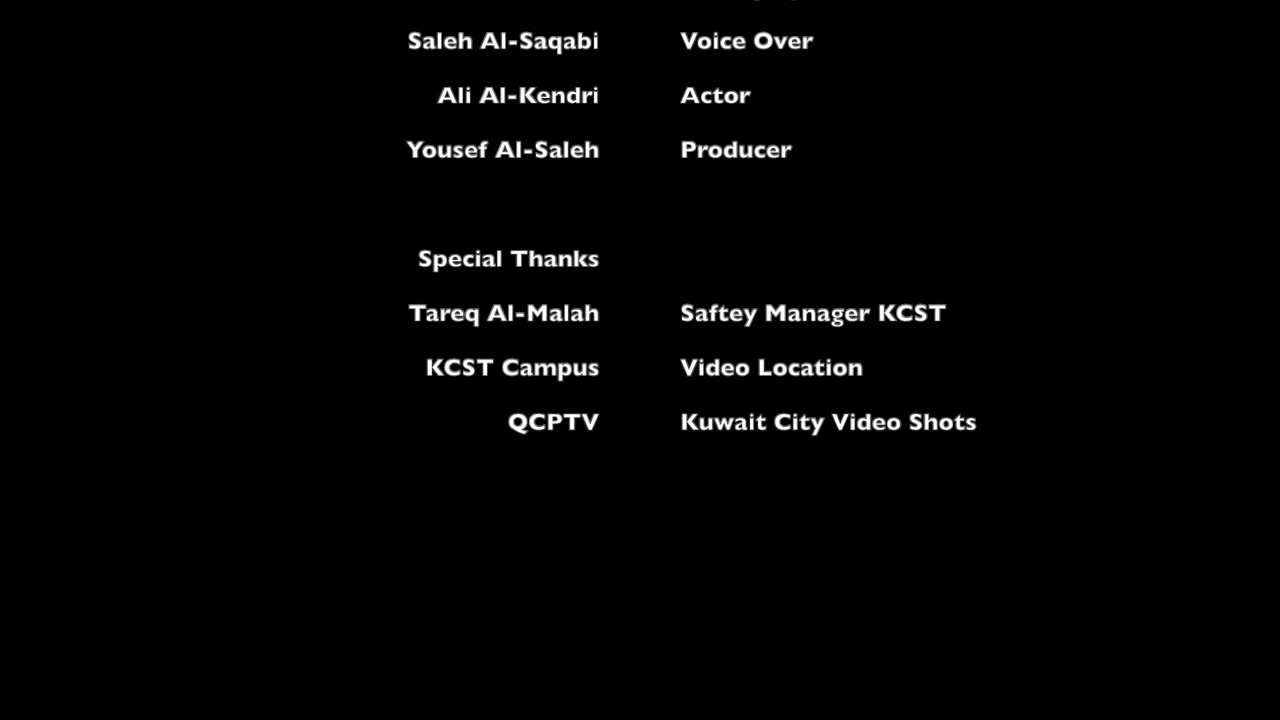 Saleh Al-Saqabi Voice Over
Ali Al-Kendri Actor
Yousef Al-Saleh Producer
Special Thanks
Tareq Al-Malah Saftey Manager KCST
KCST Campus Video Location
QCPTV Kuwait City Video Shots